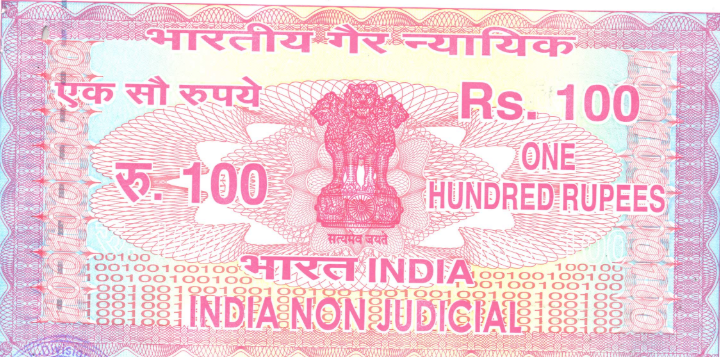 भारतीय गैर न्यायिक
एक सौ रुपये
Rs. 100
रु. 100
ONE
HUNDRED RUPEES
सत्यमेव जयते
भारत INDIA
INDIA NON JUDICIAL